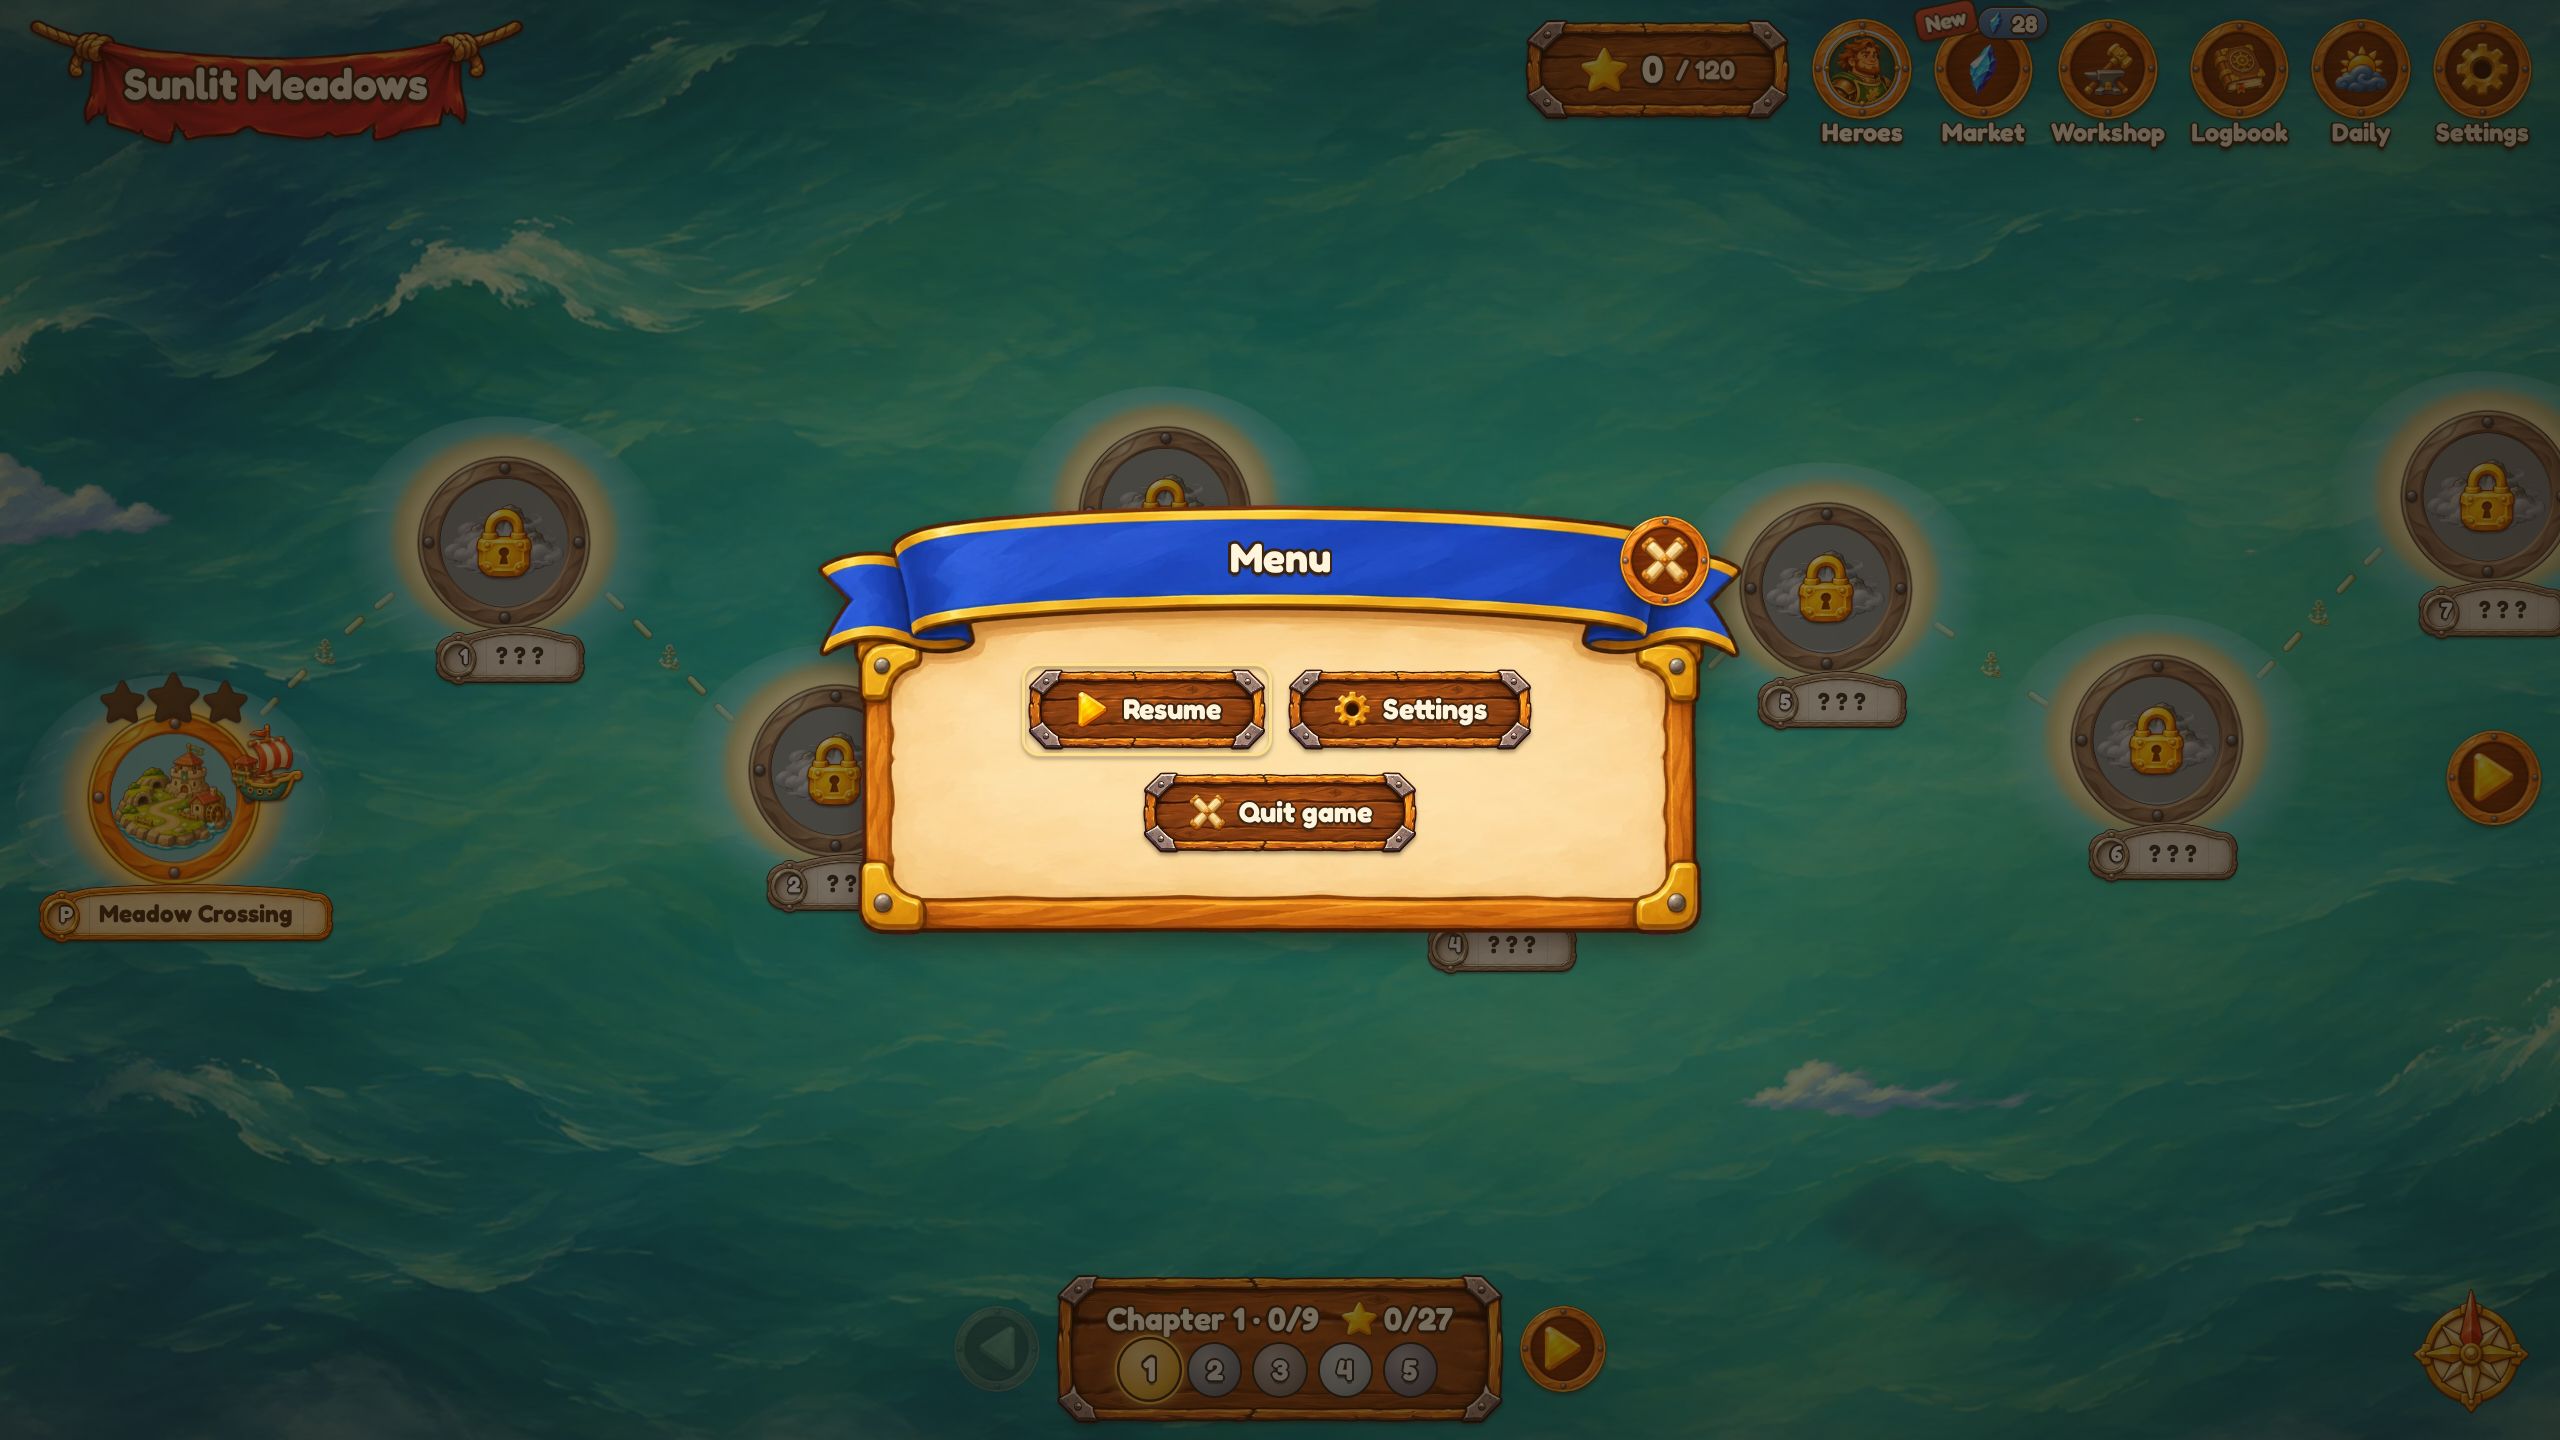 Sunlit Meadows
0 / 120
New
28
Heroes
Market
Workshop
Logbook
Daily
Settings
Menu
Resume
Settings
Quit game
1 ???
2 ??
4 ???
5 ???
6 ???
7 ???
P Meadow Crossing
Chapter 1 · 0/9 0/27
1 2 3 4 5